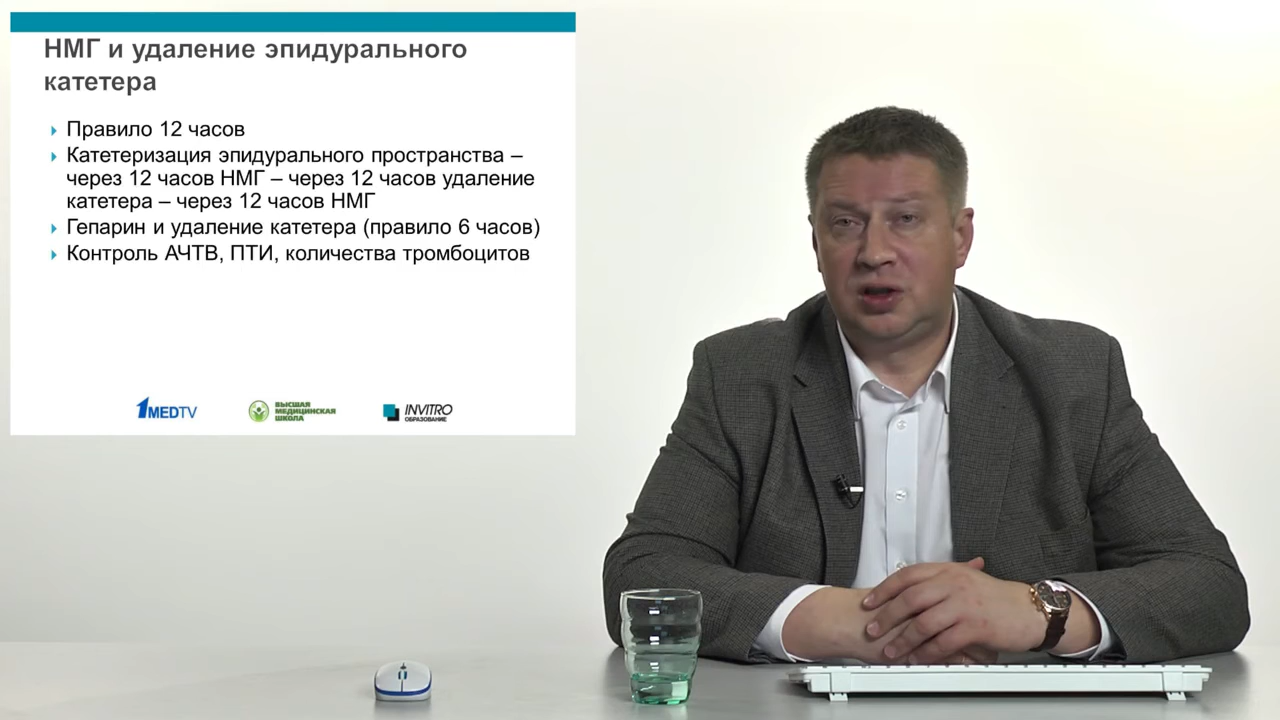 НМГ и удаление эпидурального
катетера
Правило 12 часов
Катетеризация эпидурального пространства –
через 12 часов НМГ – через 12 часов удаление
катетера – через 12 часов НМГ
Гепарин и удаление катетера (правило 6 часов)
Контроль АЧТВ, ПТИ, количества тромбоцитов
1MEDTV
ВЫСШАЯ
МЕДИЦИНСКАЯ
ШКОЛА
INVITRO
ОБРАЗОВАНИЕ